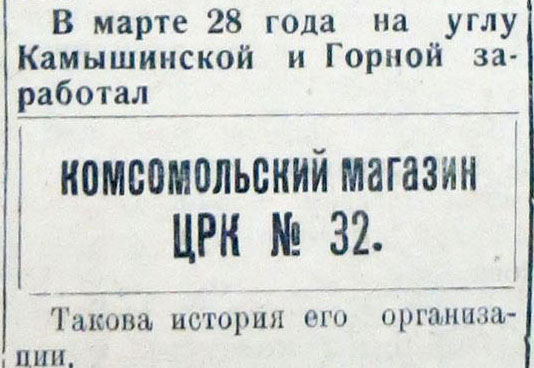 В марте 28 года на углу
Камышинской и Горной за-
работал
КОМСОМОЛЬСКИЙ магазин
ЦРК № 32.
Такова история его организа-
ции.